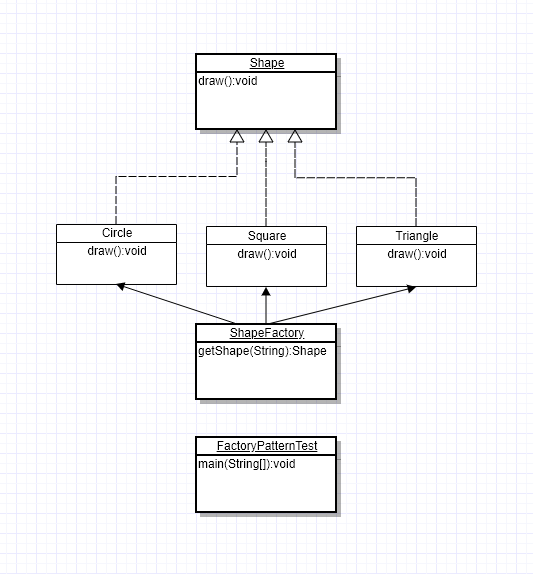 Shape
draw():void
Circle
draw():void
Square
draw():void
Triangle
draw():void
ShapeFactory
getShape(String):Shape
FactoryPatternTest
main(String[]):void